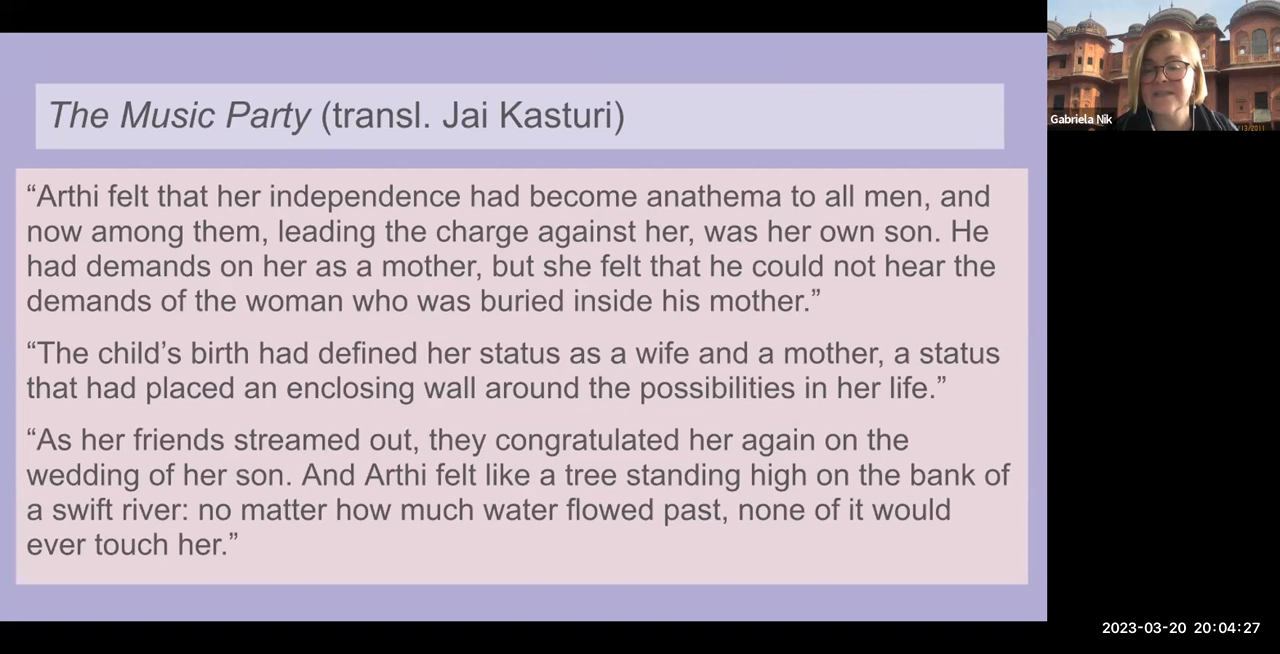 The Music Party (transl. Jai Kasturi)
“Arthi felt that her independence had become anathema to all men, and
now among them, leading the charge against her, was her own son. He
had demands on her as a mother, but she felt that he could not hear the
demands of the woman who was buried inside his mother.”
“The child’s birth had defined her status as a wife and a mother, a status
that had placed an enclosing wall around the possibilities in her life.”
“As her friends streamed out, they congratulated her again on the
wedding of her son. And Arthi felt like a tree standing high on the bank of
a swift river: no matter how much water flowed past, none of it would
ever touch her.”
Gabriela Nik
2023-03-20 20:04:27